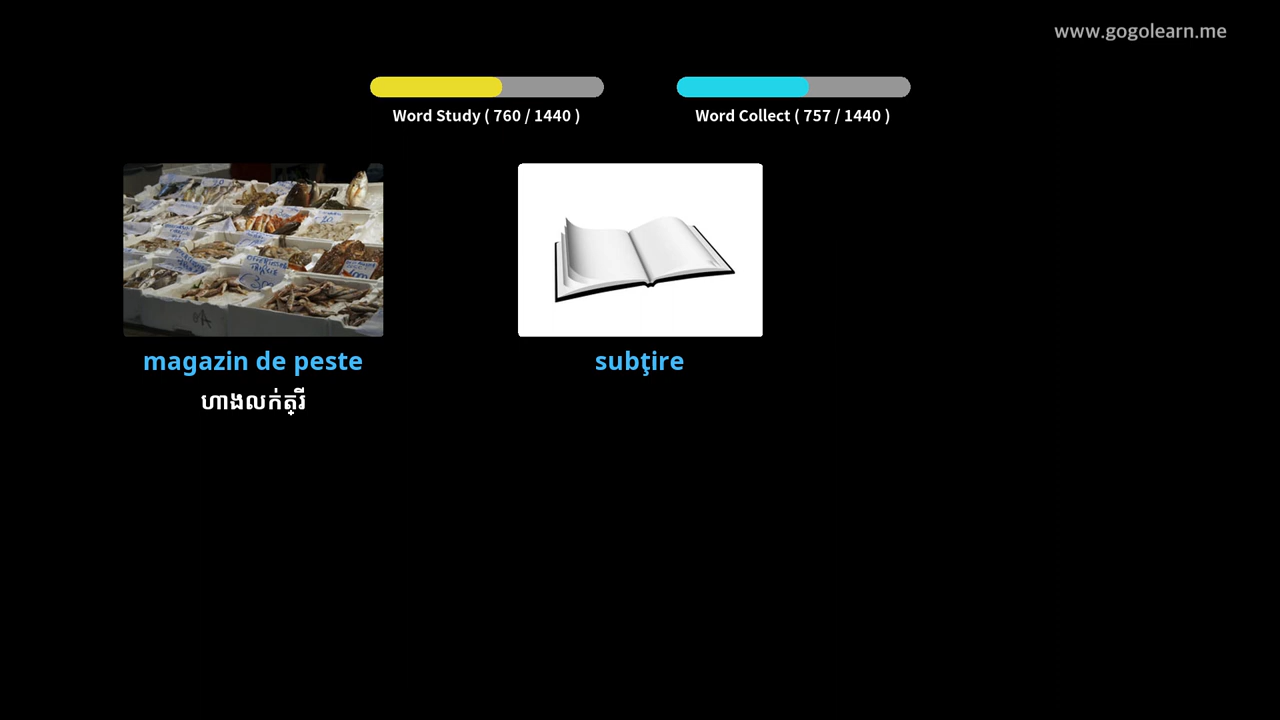 www.gogolearn.me
Word Study ( 760 / 1440 )
Word Collect ( 757 / 1440 )
magazin de peste
subţire
ហាងលក់ត្រី